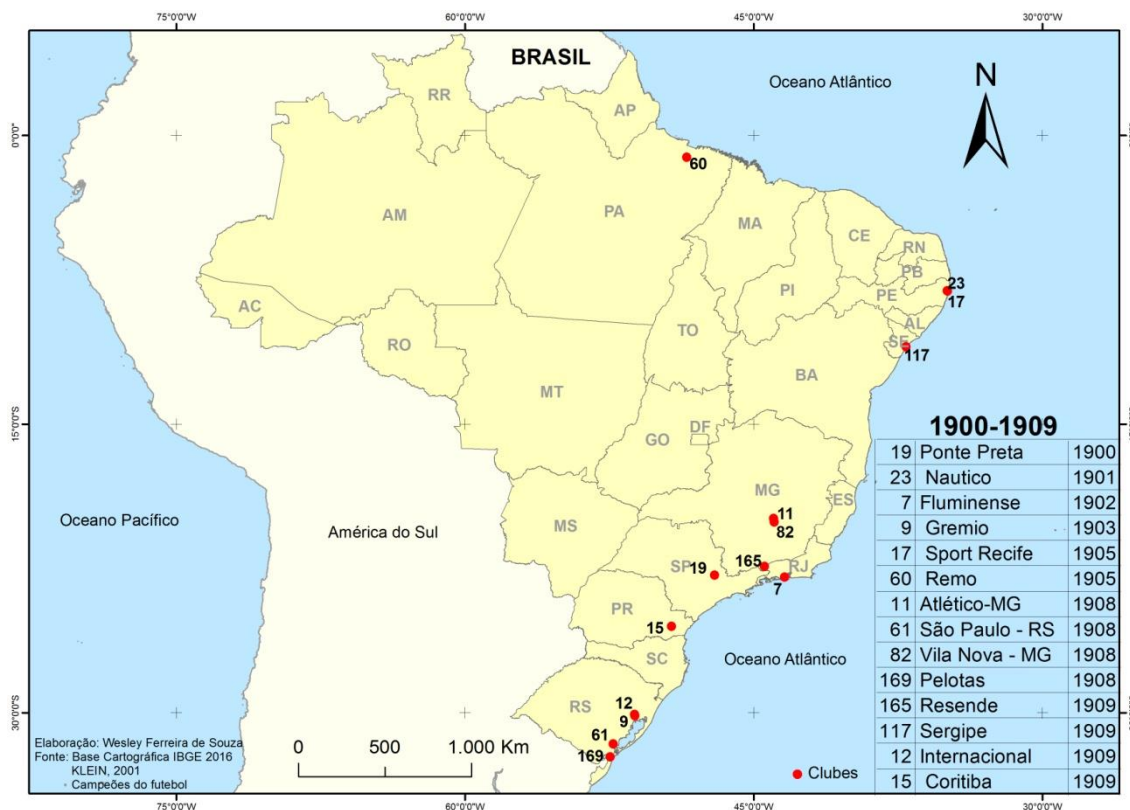 75°0'0"W 60°0'0"W 45°0'0"W 30°0'0"W
BRASIL
Oceano Atlântico
N
RR
AP
0°0'0"
60
AM
PA
MA
CE
RN
PB
23
PE
17
PI
AC
AL
TO
SE
RO
117
BA
MT
15°0'0"S
GO
DF
MG
ES
11
82
Oceano Pacífico
América do Sul
MS
SP
19
165
RJ
7
PR
15
SC
Oceano Atlântico
RS
12
9
30°0'0"S
61
169
1900-1909
19 Ponte Preta 1900
23 Nautico 1901
7 Fluminense 1902
9 Gremio 1903
17 Sport Recife 1905
60 Remo 1905
11 Atlético-MG 1908
61 São Paulo - RS 1908
82 Vila Nova - MG 1908
169 Pelotas 1908
165 Resende 1909
117 Sergipe 1909
12 Internacional 1909
15 Coritiba 1909
Elaboração: Wesley Ferreira de Souza
Fonte: Base Cartográfica IBGE 2016
KLEIN, 2001
Campeões do futebol
0 500 1.000 Km
Clubes
75°0'0"W 60°0'0"W 45°0'0"W 30°0'0"W